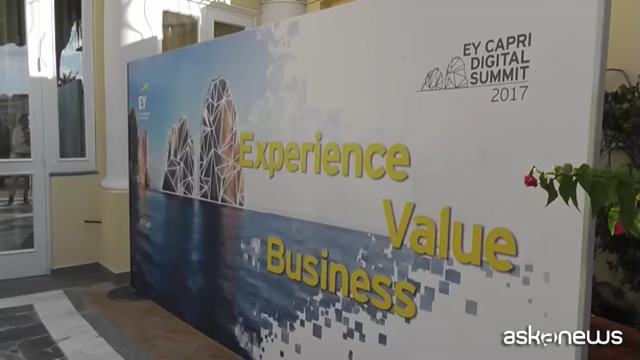 EY CAPRI
DIGITAL
SUMMIT
2017
EY
Experience
Value
Business
askanews